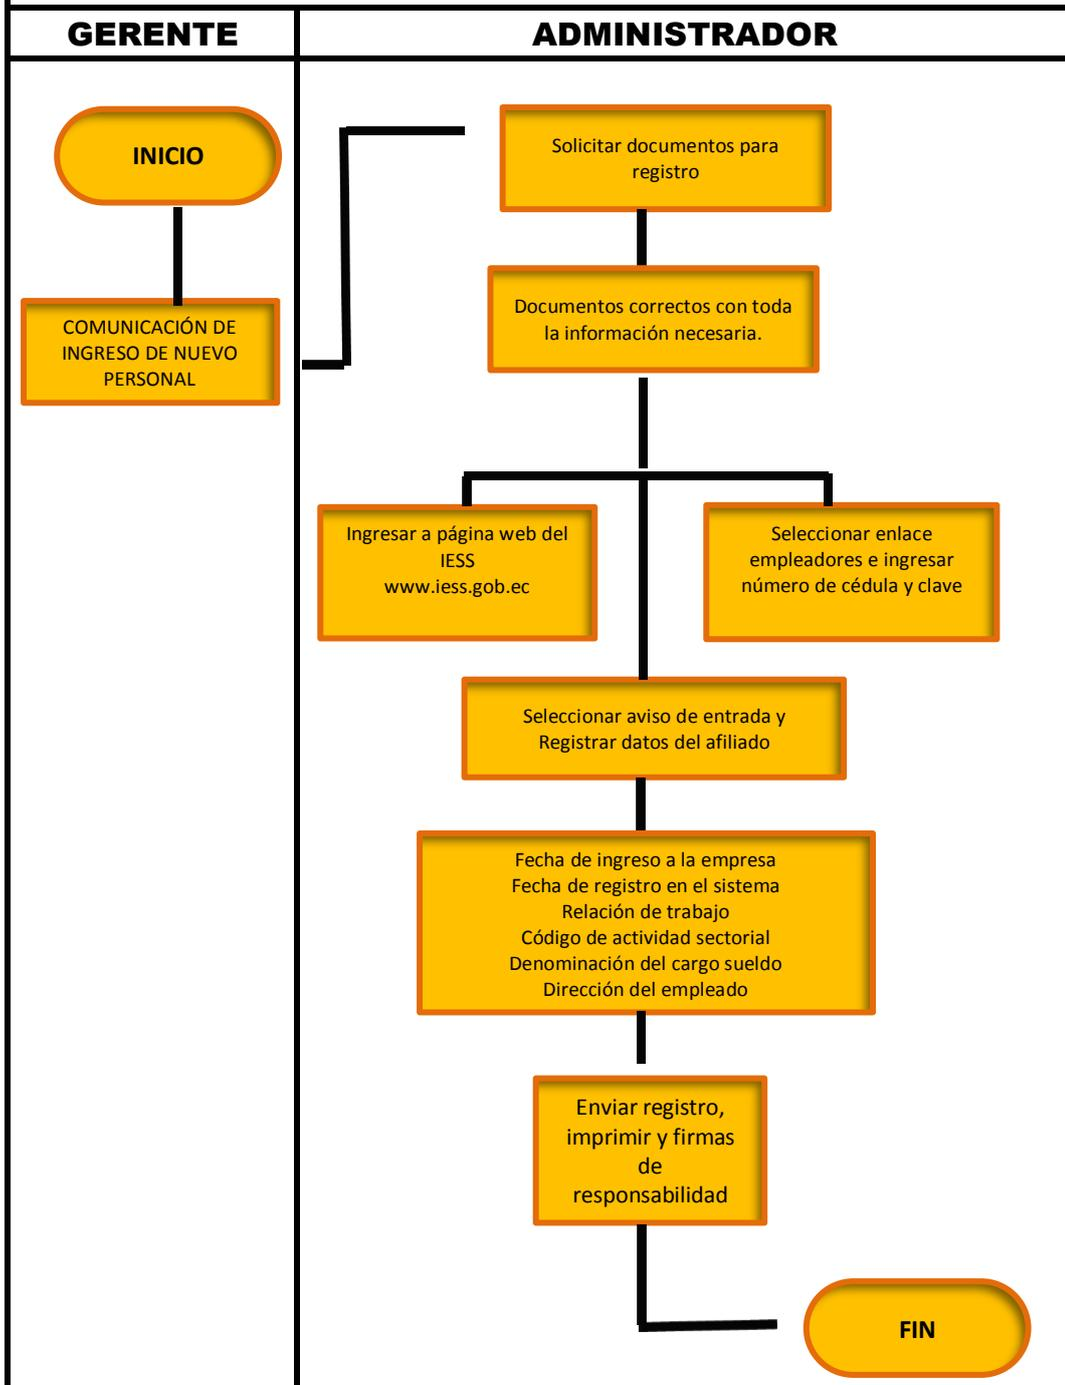 GERENTE
ADMINISTRADOR
INICIO
COMUNICACIÓN DE
INGRESO DE NUEVO
PERSONAL
Solicitar documentos para
registro
Documentos correctos con toda
la información necesaria.
Ingresar a página web del
IESS
www.iess.gob.ec
Seleccionar enlace
empleadores e ingresar
número de cédula y clave
Seleccionar aviso de entrada y
Registrar datos del afiliado
Fecha de ingreso a la empresa
Fecha de registro en el sistema
Relación de trabajo
Código de actividad sectorial
Denominación del cargo sueldo
Dirección del empleado
Enviar registro,
imprimir y firmas
de
responsabilidad
FIN